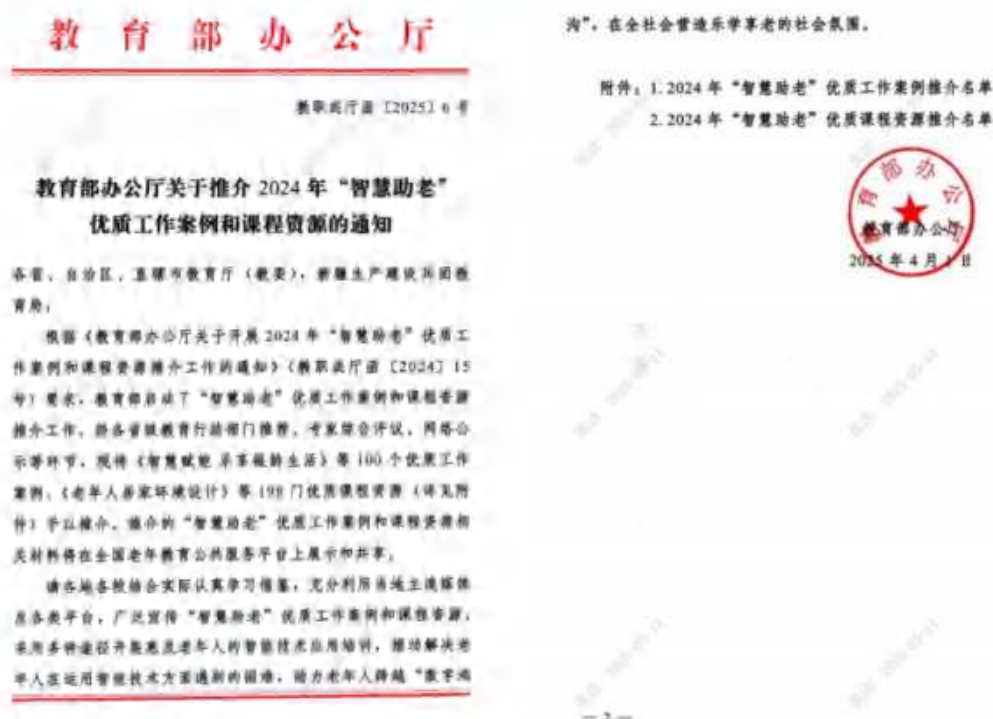 教育部办公厅
教职成厅函〔2025〕6号
教育部办公厅关于推介2024年“智慧助老”
优质工作案例和课程资源的通知
各省、自治区、直辖市教育厅（教委），新疆生产建设兵团教
育局：
根据《教育部办公厅关于开展2024年“智慧助老”优质工
作案例和课程资源推介工作的通知》（教职成厅函〔2024〕15
号）要求，教育部启动了“智慧助老”优质工作案例和课程资源
推介工作。经各省级教育行政部门推荐、专家综合评议、网络公
示等环节，现将《智慧赋能 乐享银龄生活》等100个优质工作
案例、《老年人居家环境设计》等198门优质课程资源（详见附
件）予以推介。推介的“智慧助老”优质工作案例和课程资源相
关材料将在全国老年教育公共服务平台上展示和共享。
请各地各校结合实际认真学习借鉴，充分利用当地主流媒体
及各类平台，广泛宣传“智慧助老”优质工作案例和课程资源，
采用多种途径开展惠及老年人的智能技术应用培训，推动解决老
年人在运用智能技术方面遇到的困难，助力老年人跨越“数字鸿
沟”，在全社会营造乐学享老的社会氛围。
附件：1.2024年“智慧助老”优质工作案例推介名单
2.2024年“智慧助老”优质课程资源推介名单
教育部办公厅
教育部办公厅
2025年4月1日
— 2 —